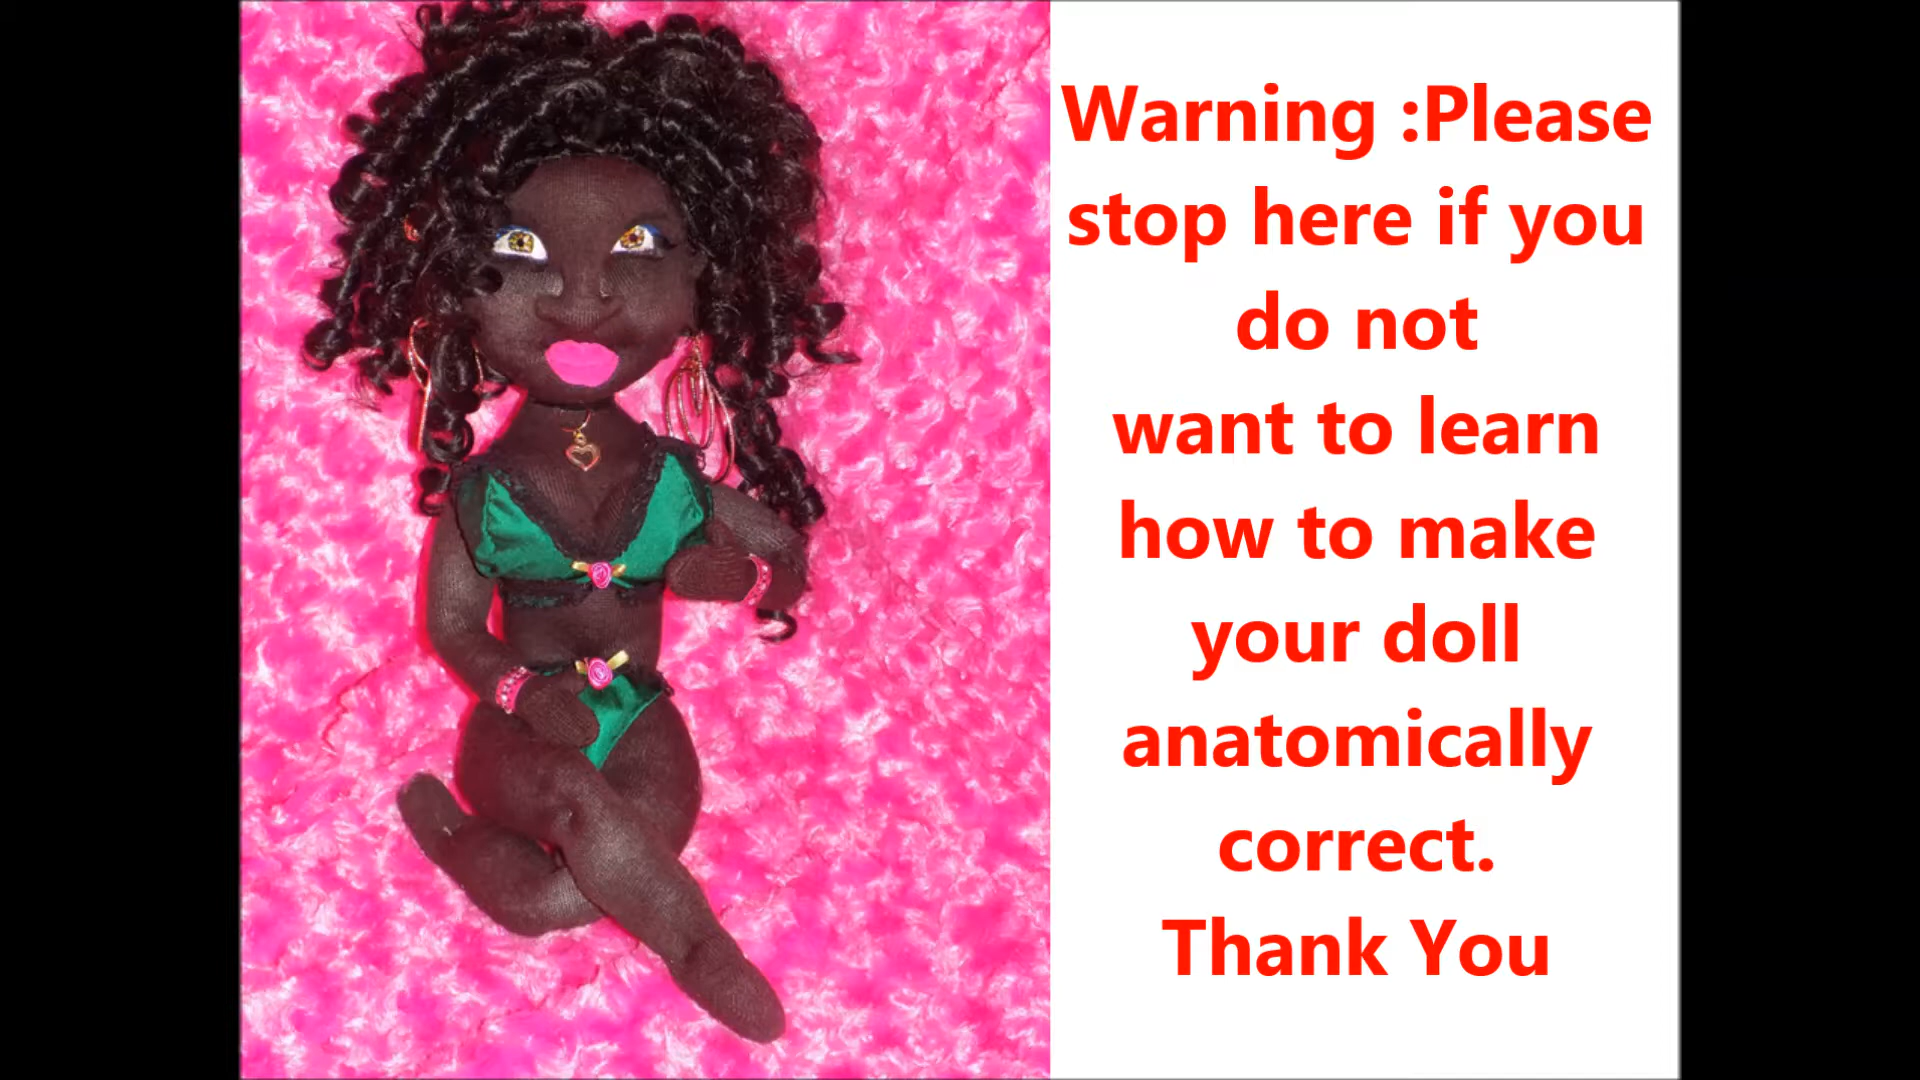 Warning :Please
stop here if you
do not
want to learn
how to make
your doll
anatomically
correct.
Thank You